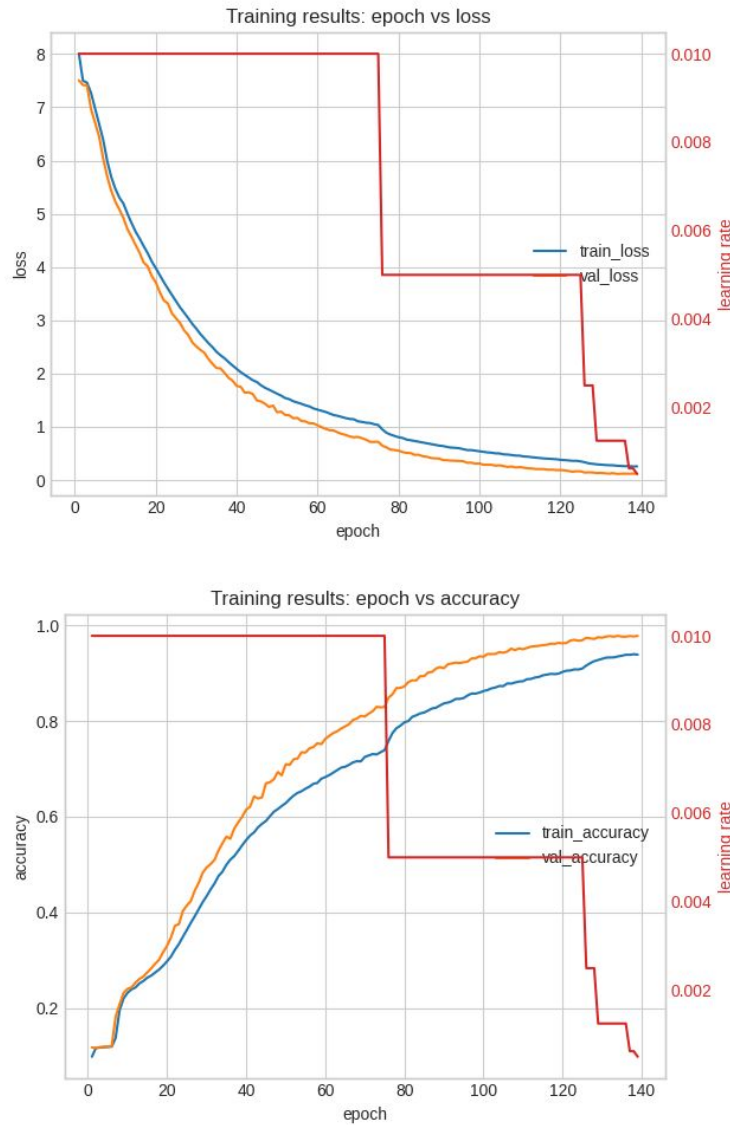 Training results: epoch vs loss
8
7
6
5
4
3
2
1
0
loss
0.010
0.008
0.006
0.004
0.002
learning rate
train_loss
val_loss
0 20 40 60 80 100 120 140
epoch
Training results: epoch vs accuracy
1.0
0.8
0.6
0.4
0.2
accuracy
0.010
0.008
0.006
0.004
0.002
learning rate
train_accuracy
val_accuracy
0 20 40 60 80 100 120 140
epoch